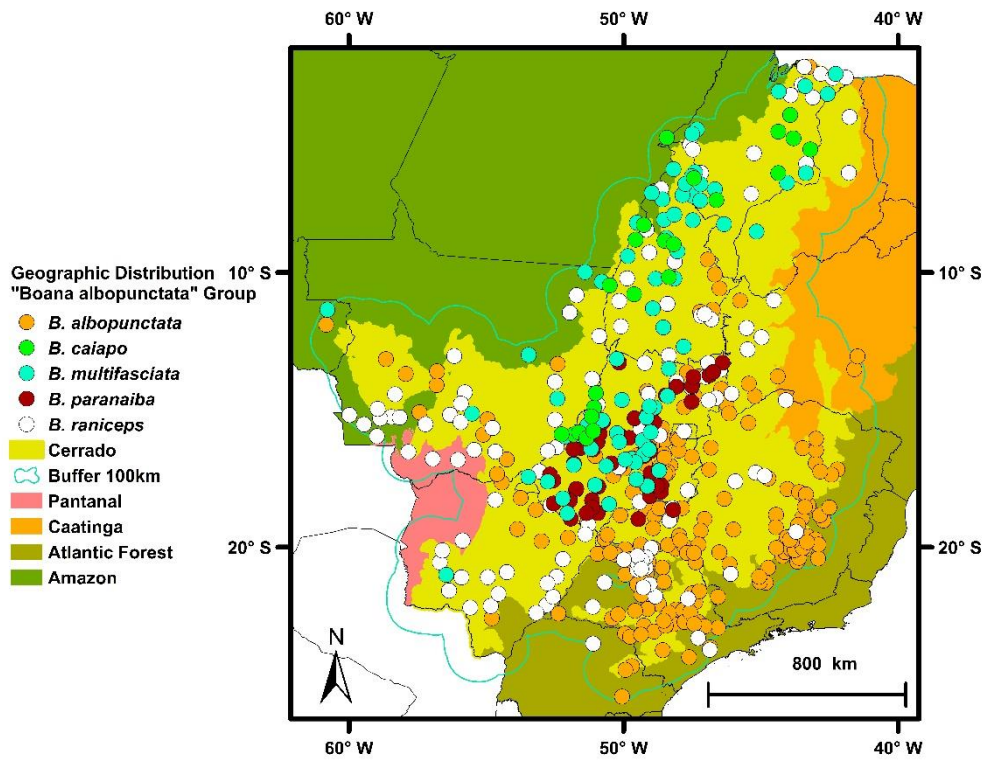 60° W
50° W
40° W
10° S
10° S
20° S
20° S
Geographic Distribution
"Boana albopunctata" Group
B. albopunctata
B. caiapo
B. multifasciata
B. paranaiba
B. raniceps
Cerrado
Buffer 100km
Pantanal
Caatinga
Atlantic Forest
Amazon
N
800 km
60° W
50° W
40° W